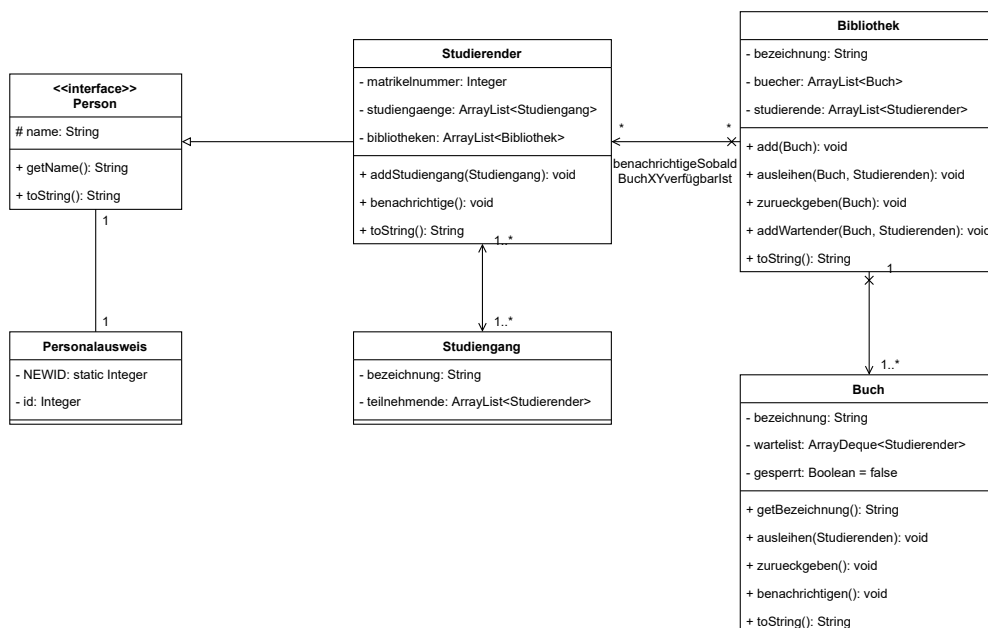 <<interface>>
Person
# name: String
+ getName(): String
+ toString(): String
1
1
Personalausweis
- NEWID: static Integer
- id: Integer
Studierender
- matrikelnummer: Integer
- studiengaenge: ArrayList<Studiengang>
- bibliotheken: ArrayList<Bibliothek>
+ addStudiengang(Studiengang): void
+ benachrichtige(): void
+ toString(): String
1..*
1..*
Studiengang
- bezeichnung: String
- teilnehmende: ArrayList<Studierender>
* *
benachrichtigeSobald
BuchXYverfügbarIst
Bibliothek
- bezeichnung: String
- buecher: ArrayList<Buch>
- studierende: ArrayList<Studierender>
+ add(Buch): void
+ ausleihen(Buch, Studierenden): void
+ zurueckgeben(Buch): void
+ addWartender(Buch, Studierenden): void
+ toString(): String
1
1..*
Buch
- bezeichnung: String
- wartelist: ArrayDeque<Studierender>
- gesperrt: Boolean = false
+ getBezeichnung(): String
+ ausleihen(Studierenden): void
+ zurueckgeben(): void
+ benachrichtigen(): void
+ toString(): String